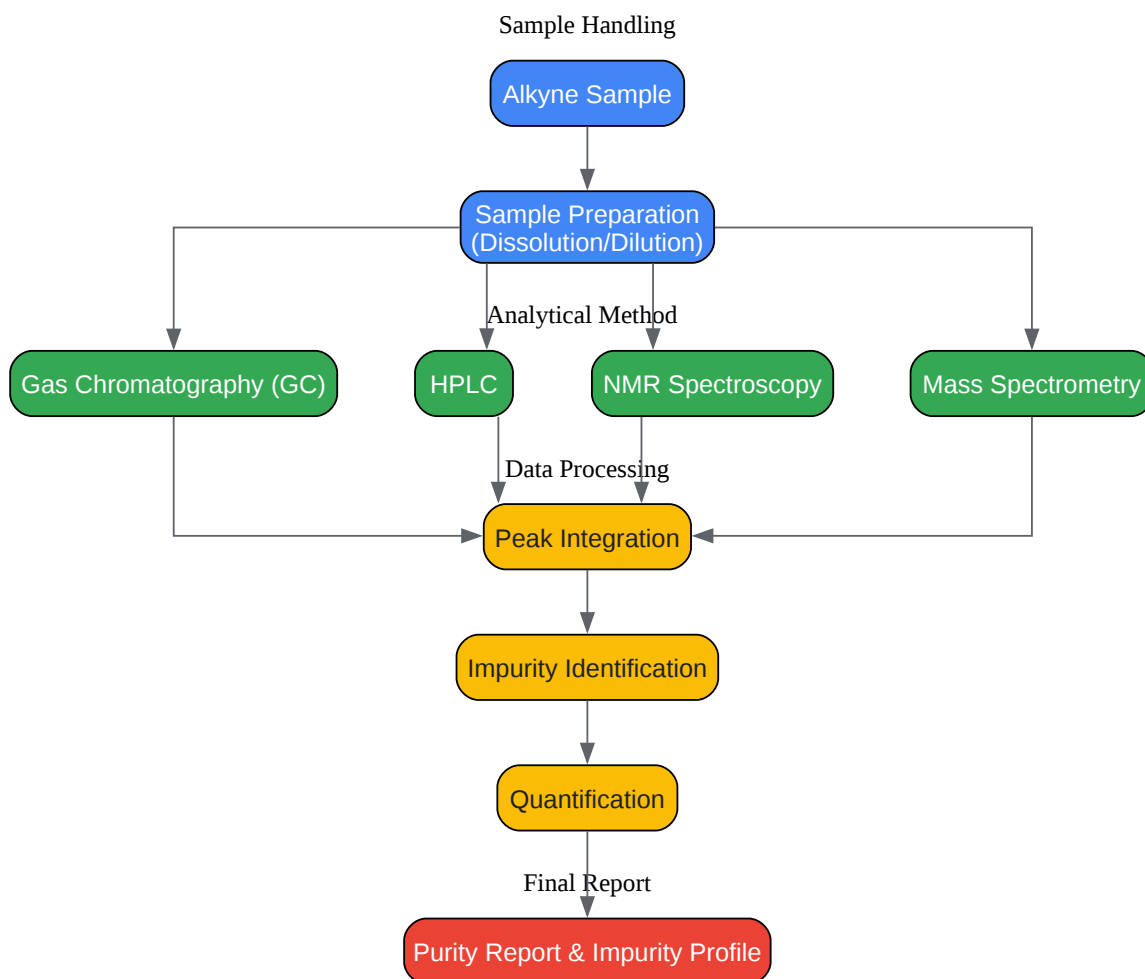 Sample Handling
Alkyne Sample
Sample Preparation
(Dissolution/Dilution)
Analytical Method
Gas Chromatography (GC)
HPLC
NMR Spectroscopy
Mass Spectrometry
Data Processing
Peak Integration
Impurity Identification
Quantification
Final Report
Purity Report & Impurity Profile